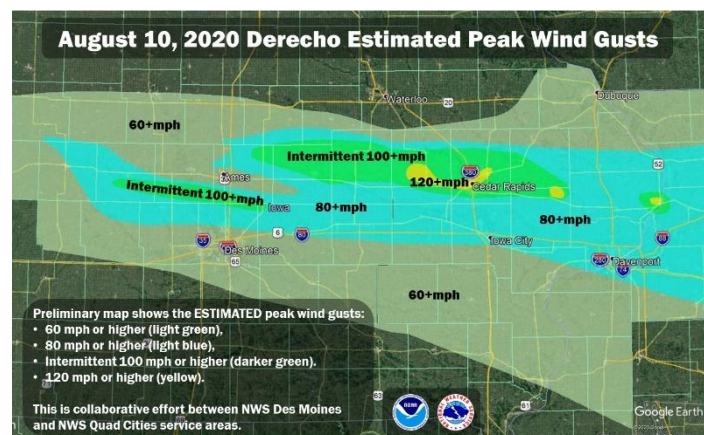 August 10, 2020 Derecho Estimated Peak Wind Gusts
Waterloo
20
Dubuque
60+mph
Intermittent 100+mph
380
52
Ames
120+mph
Cedar Rapids
Intermittent 100+mph
Iowa
80+mph
80+mph
6
80
Iowa City
88
35
Des Moines
65
280
Davenport
74
60+mph
Preliminary map shows the ESTIMATED peak wind gusts:
• 60 mph or higher (light green),
• 80 mph or higher (light blue),
• Intermittent 100 mph or higher (darker green).
• 120 mph or higher (yellow).
This is collaborative effort between NWS Des Moines
and NWS Quad Cities service areas.
63
61
NOAA
Google Earth